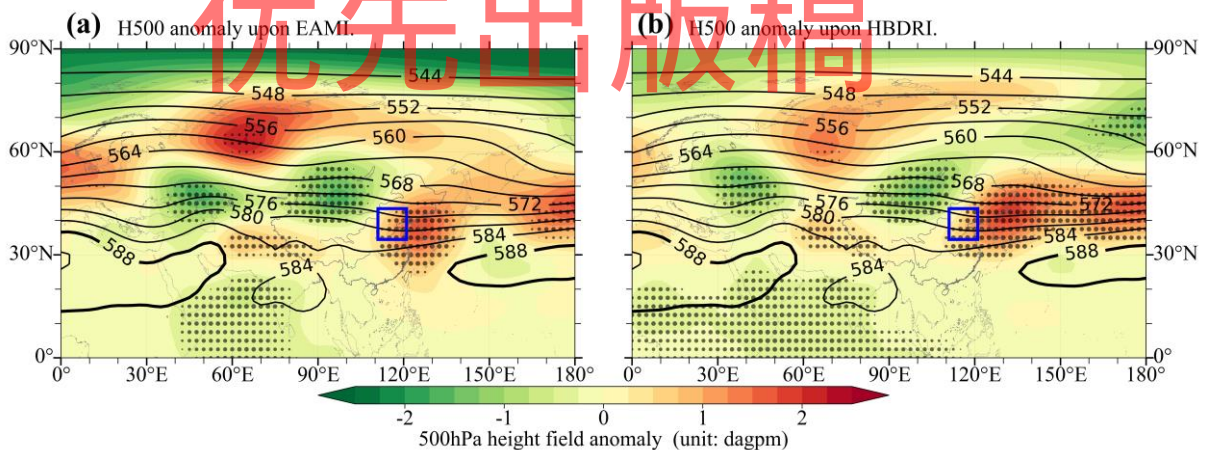 优先出版稿
(a) H500 anomaly upon EAMI.
(b) H500 anomaly upon HBDRI.
90°N
60°N
30°N
0°
544
548
552
556
560
564
568
572
576
580
584
588
584
588
0° 30°E 60°E 90°E 120°E 150°E 180°
544
548
552
556
560
564
568
572
576
580
584
588
584
588
90°N
60°N
30°N
0°
0° 30°E 60°E 90°E 120°E 150°E 180°
-2 -1 0 1 2
500hPa height field anomaly (unit: dagpm)